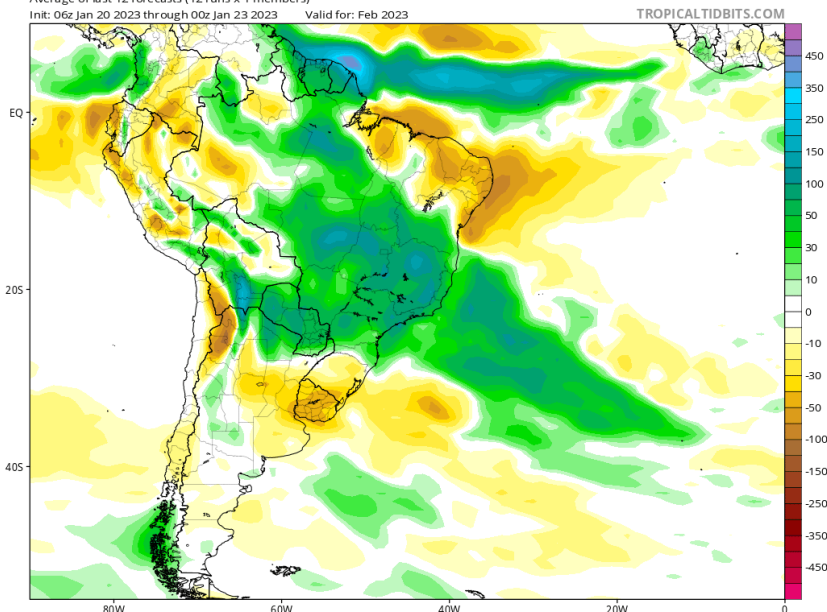 Average of last 12 forecasts (12 runs x 1 members)
Init: 06z Jan 20 2023 through 00z Jan 23 2023 Valid for: Feb 2023 TROPICALTIDBITS.COM
450
350
250
EQ
150
100
50
30
10
20S
0
-10
-30
-50
-100
-150
40S
-250
-350
-450
80W 60W 40W 20W 0